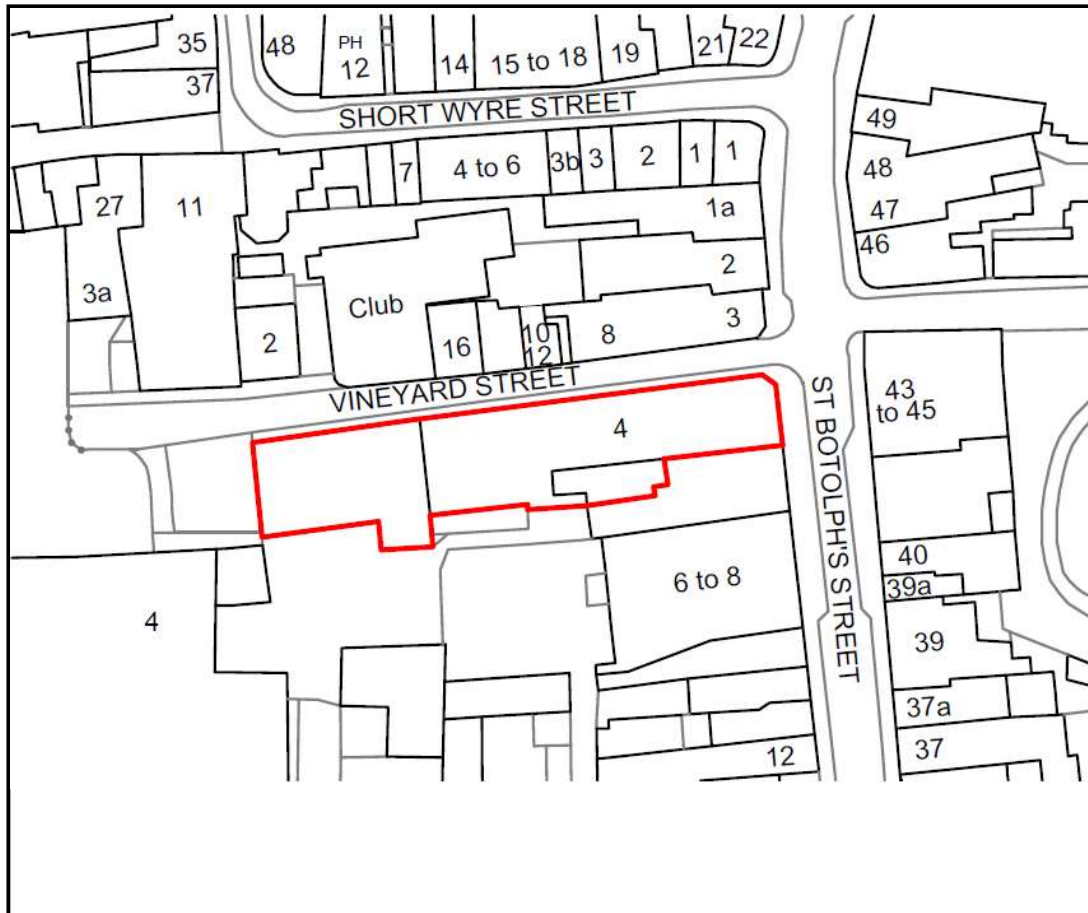 35
48
PH
12
14
15 to 18
19
21
22
37
SHORT WYRE STREET
49
48
47
46
27
11
7
4 to 6
3b
3
2
1
1
1a
2
3a
Club
2
16
10
12
8
3
VINEYARD STREET
4
ST BOTOLPH'S STREET
43
to 45
40
39a
39
37a
37
6 to 8
4
12